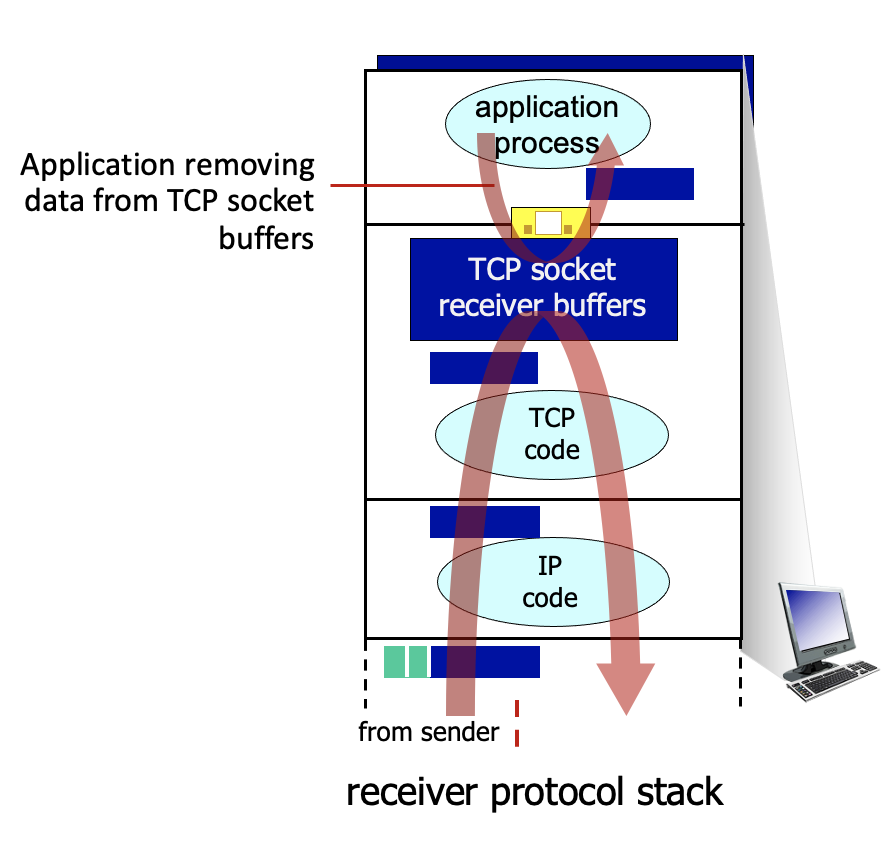 application
process
Application removing
data from TCP socket
buffers
TCP socket
receiver buffers
TCP
code
IP
code
from sender
receiver protocol stack